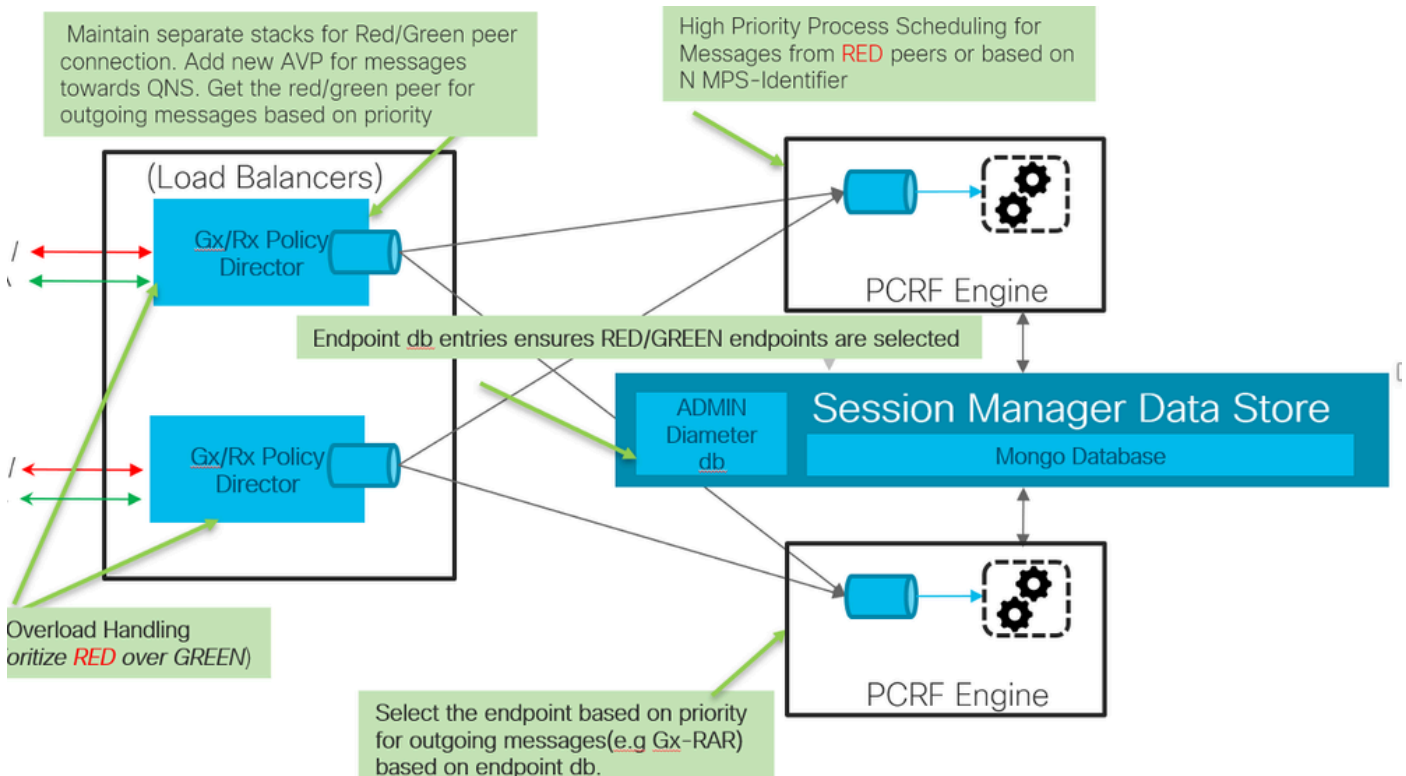 Maintain separate stacks for Red/Green peer
connection. Add new AVP for messages
towards QNS. Get the red/green peer for
outgoing messages based on priority
High Priority Process Scheduling for
Messages from RED peers or based on
N MPS-Identifier
(Load Balancers)
Gx/Rx Policy
Director
PCRF Engine
Endpoint db entries ensures RED/GREEN endpoints are selected
ADMIN
Diameter
db
Session Manager Data Store
Mongo Database
Gx/Rx Policy
Director
Overload Handling
oritize RED over GREEN)
PCRF Engine
Select the endpoint based on priority
for outgoing messages(e.g Gx-RAR)
based on endpoint db.